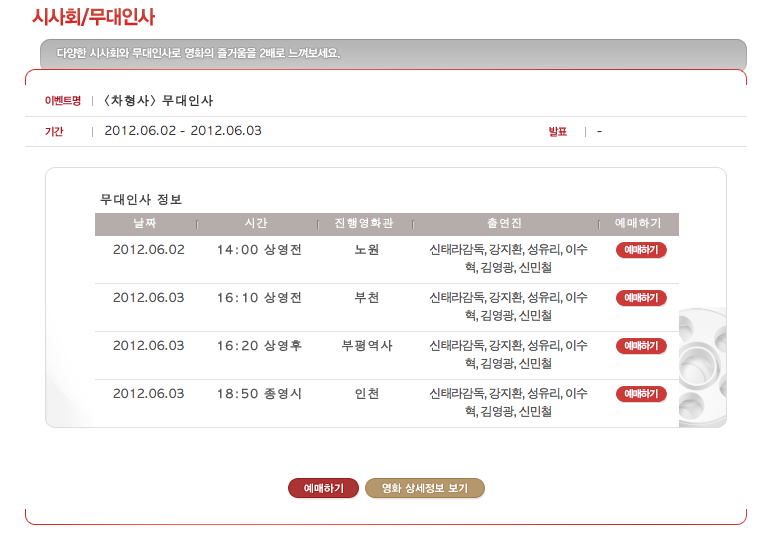 시사회/무대인사
다양한 시사회와 무대인사로 영화의 즐거움을 2배로 느껴보세요.
이벤트명 | <차형사> 무대인사
기간 | 2012.06.02 - 2012.06.03 발표 | -
무대인사 정보
날짜 시간 진행영화관 출연진 예매하기
2012.06.02 14:00 상영전 노원 신태라감독, 강지환, 성유리, 이수 예매하기
혁, 김영광, 신민철
2012.06.03 16:10 상영전 부천 신태라감독, 강지환, 성유리, 이수 예매하기
혁, 김영광, 신민철
2012.06.03 16:20 상영후 부평역사 신태라감독, 강지환, 성유리, 이수 예매하기
혁, 김영광, 신민철
2012.06.03 18:50 종영시 인천 신태라감독, 강지환, 성유리, 이수 예매하기
혁, 김영광, 신민철
예매하기 영화 상세정보 보기